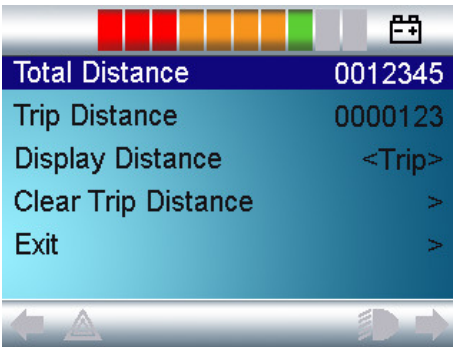 Total Distance 0012345
Trip Distance 0000123
Display Distance <Trip>
Clear Trip Distance >
Exit >